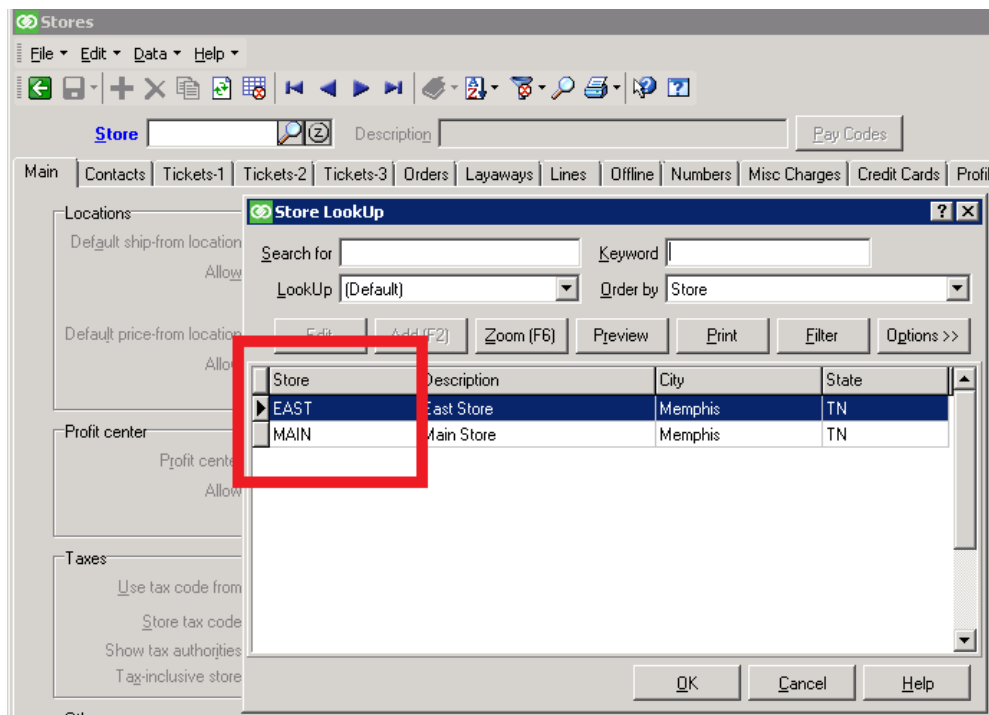 Stores
File Edit Data Help
Store Description Pay Codes
Main Contacts Tickets-1 Tickets-2 Tickets-3 Orders Layaways Lines Offline Numbers Misc Charges Credit Cards
Locations
Default ship-from location
Default price-from location
Profit center
Taxes
Use tax code from
Store tax code
Show tax authorities
Tax-inclusive store
Store LookUp
Search for Keyword
LookUp (Default) Order by Store
Edit Add (F2) Zoom (F6) Preview Print Filter Options >>
Store Description City State
EAST East Store Memphis TN
MAIN Main Store Memphis TN
OK Cancel Help